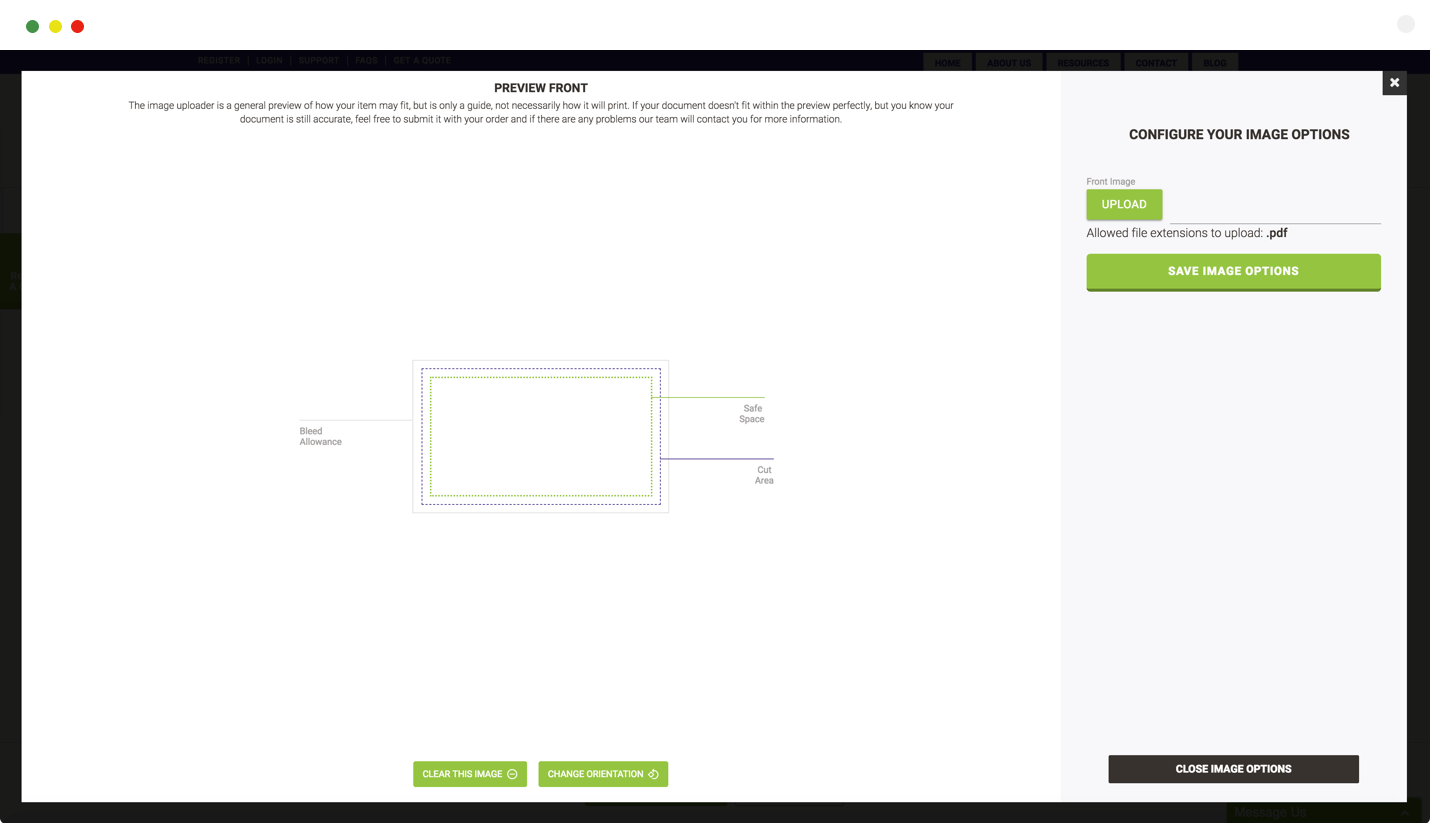 REGISTER | LOGIN | SUPPORT | FAQS | GET A QUOTE
HOME ABOUT US RESOURCES CONTACT BLOG
PREVIEW FRONT
The image uploader is a general preview of how your item may fit, but is only a guide, not necessarily how it will print. If your document doesn't fit within the preview perfectly, but you know your
document is still accurate, feel free to submit it with your order and if there are any problems our team will contact you for more information.
CONFIGURE YOUR IMAGE OPTIONS
Front Image
UPLOAD
Allowed file extensions to upload: .pdf
SAVE IMAGE OPTIONS
Safe
Space
Bleed
Allowance
Cut
Area
CLEAR THIS IMAGE
CHANGE ORIENTATION
CLOSE IMAGE OPTIONS
Message Us